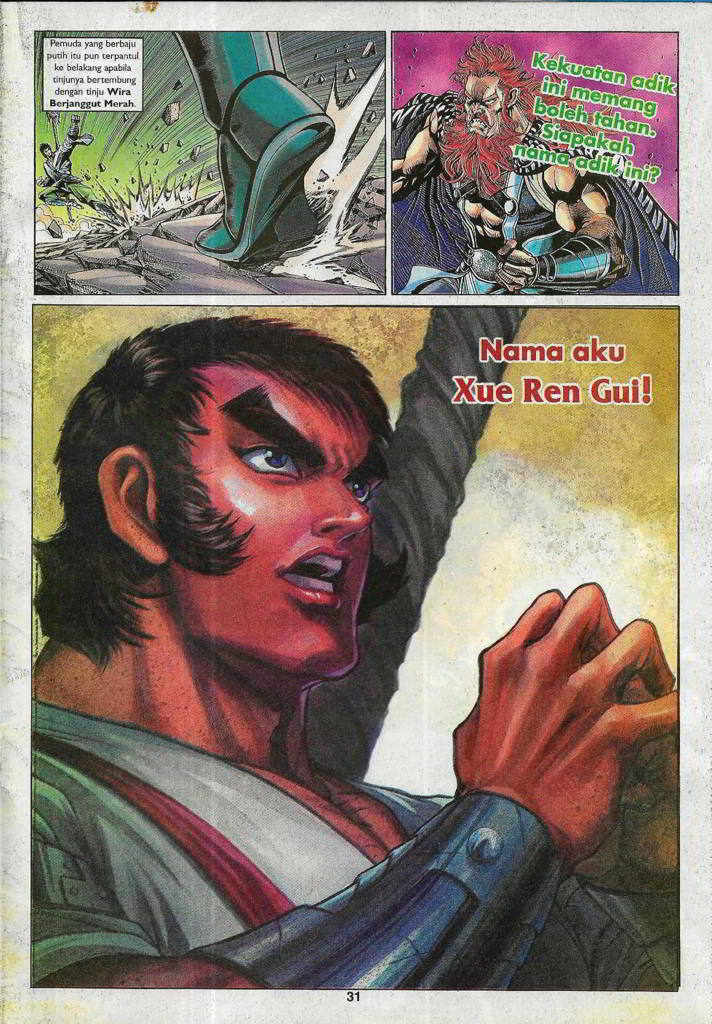 Pemuda yang berbaju
putih itu pun terpantul
ke belakang apabila
tinjunya bertembung
dengan tinju Wira
Berjanggut Merah.
Kekuatan adik
ini memang
boleh tahan.
Siapakah
nama adik ini?
Nama aku
Xue Ren Gui!
31